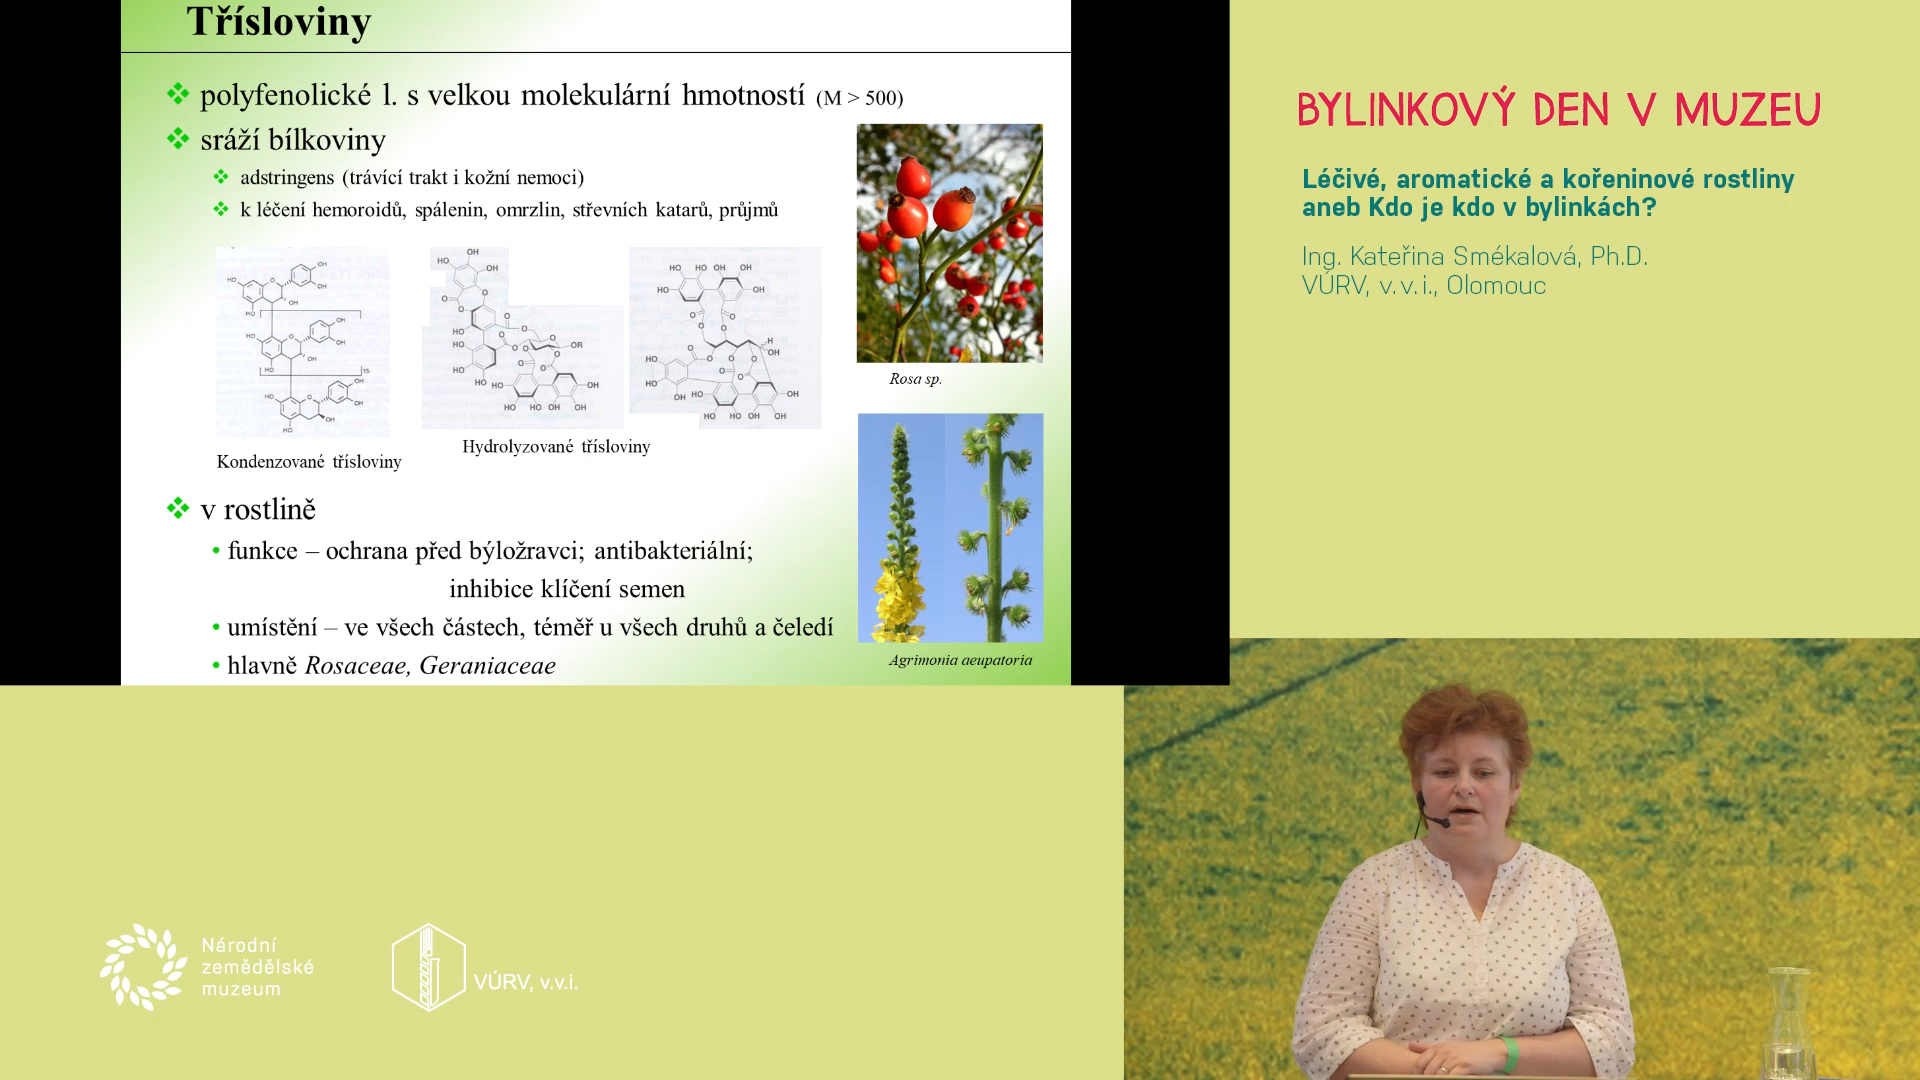 Třísloviny
polyfenolické l. s velkou molekulární hmotností (M > 500)
sráží bílkoviny
adstringens (trávící trakt i kožní nemoci)
k léčení hemoroidů, spálenin, omrzlin, střevních katarů, průjmů
Kondenzované třísloviny
Hydrolyzované třísloviny
Rosa sp.
v rostlině
funkce – ochrana před býložravci; antibakteriální;
inhibice klíčení semen
umístění – ve všech částech, téměř u všech druhů a čeledí
hlavně Rosaceae, Geraniaceae
Agrimonia aeupatoria
BYLINKOVÝ DEN V MUZEU
Léčivé, aromatické a kořeninové rostliny
aneb Kdo je kdo v bylinkách?
Ing. Kateřina Smékalová, Ph.D.
VÚRV, v.v.i., Olomouc
Národní
zemědělské
muzeum
VÚRV, v.v.i.